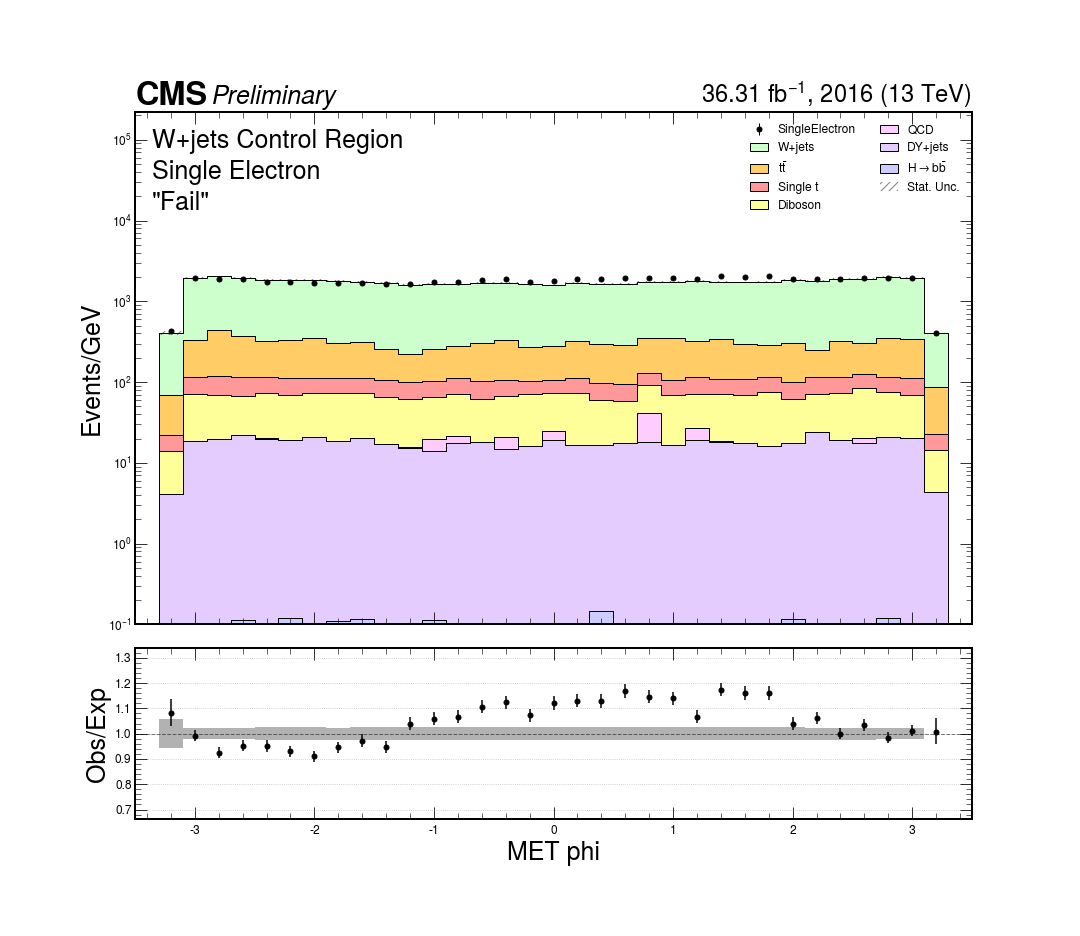 CMS Preliminary
36.31 fb⁻¹, 2016 (13 TeV)
W+jets Control Region
Single Electron
"Fail"
SingleElectron
W+jets
tt̄
Single t
Diboson
QCD
DY+jets
H→bb̄
Stat. Unc.
Events/GeV
10⁵
10⁴
10³
10²
10¹
10⁰
10⁻¹
Obs/Exp
1.3
1.2
1.1
1.0
0.9
0.8
0.7
-3 -2 -1 0 1 2 3
MET phi